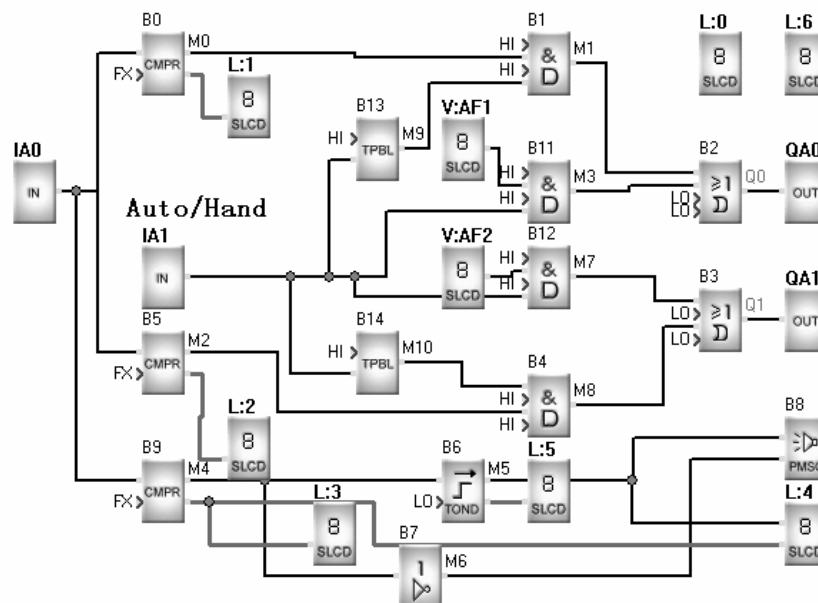 B0
M0
CMPR
FX
L:1
8
SLCD
B1
HI
HI
&
D
M1
L:0
8
SLCD
L:6
8
SLCD
B13
HI
TPBL
M9
V:AF1
8
SLCD
B11
HI
HI
&
D
M3
B2
≥1
D
LO
LO
Q0
QA0
OUT
IA0
IN
Auto/Hand
IA1
IN
V:AF2
8
SLCD
B12
HI
HI
&
D
M7
B3
≥1
D
LO
LO
Q1
QA1
OUT
B5
M2
CMPR
FX
B14
HI
TPBL
M10
B4
&
D
HI
HI
M8
L:2
8
SLCD
B9
M4
CMPR
FX
L:3
8
SLCD
B6
M5
LO
TOND
L:5
8
SLCD
B8
L:4
8
SLCD
B7
1
M6